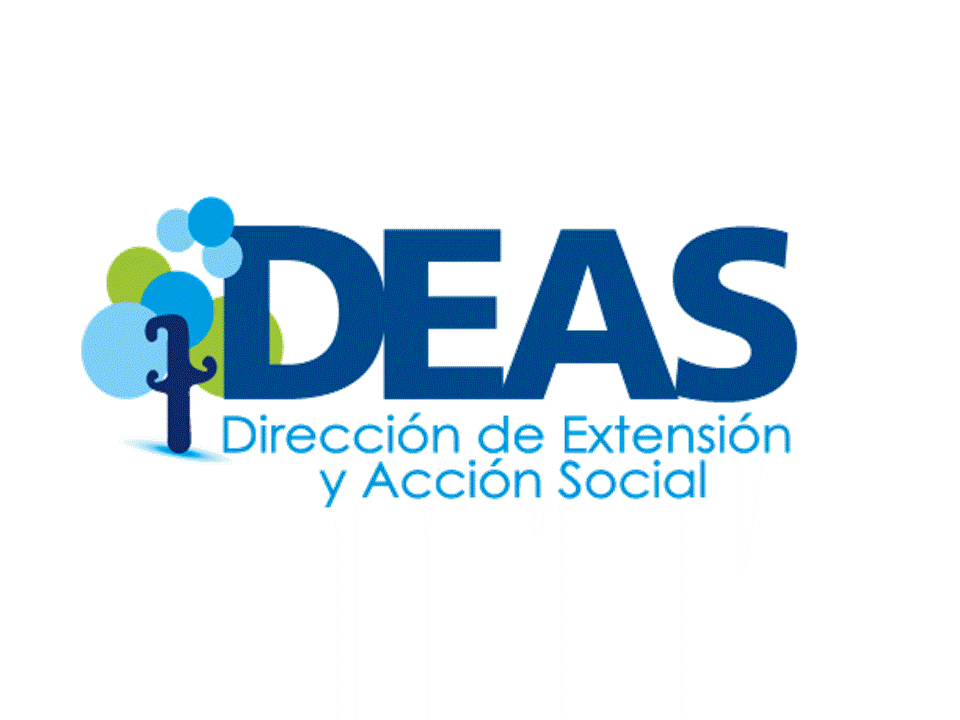 DEAS
Dirección de Extensión
y Acción Social